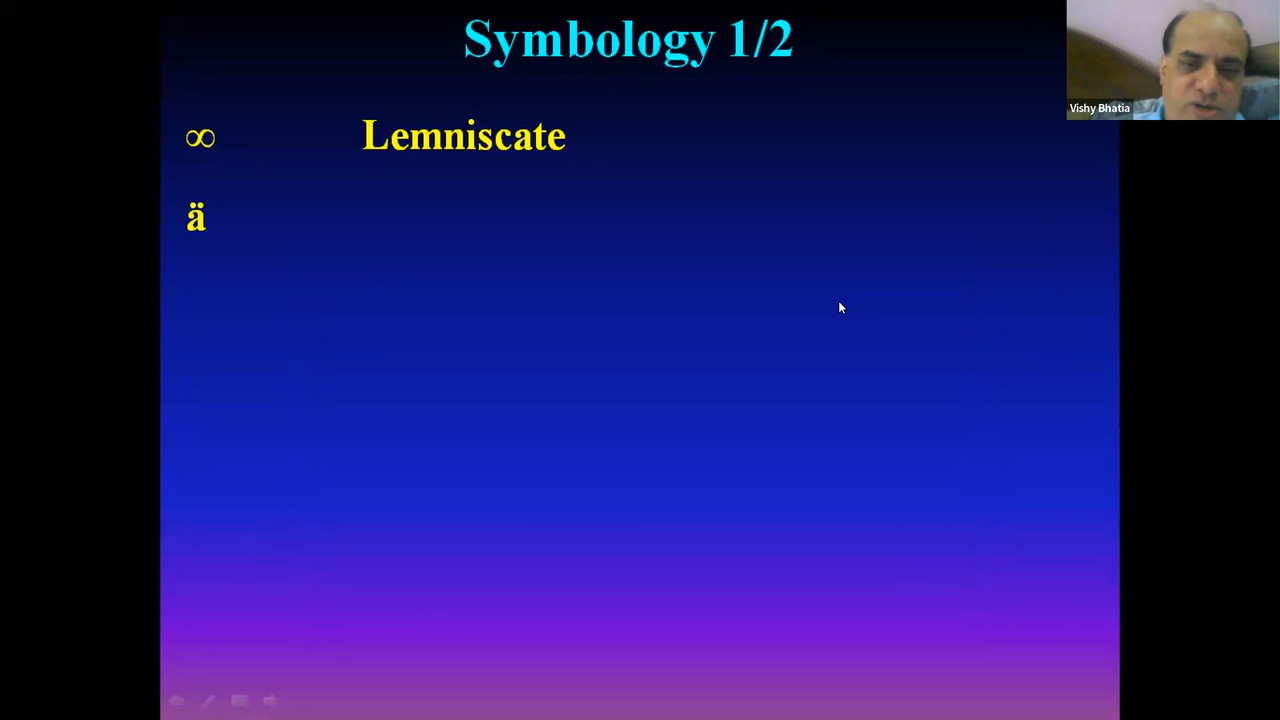 Symbology 1/2
Vishy Bhatia
∞ Lemniscate
ä